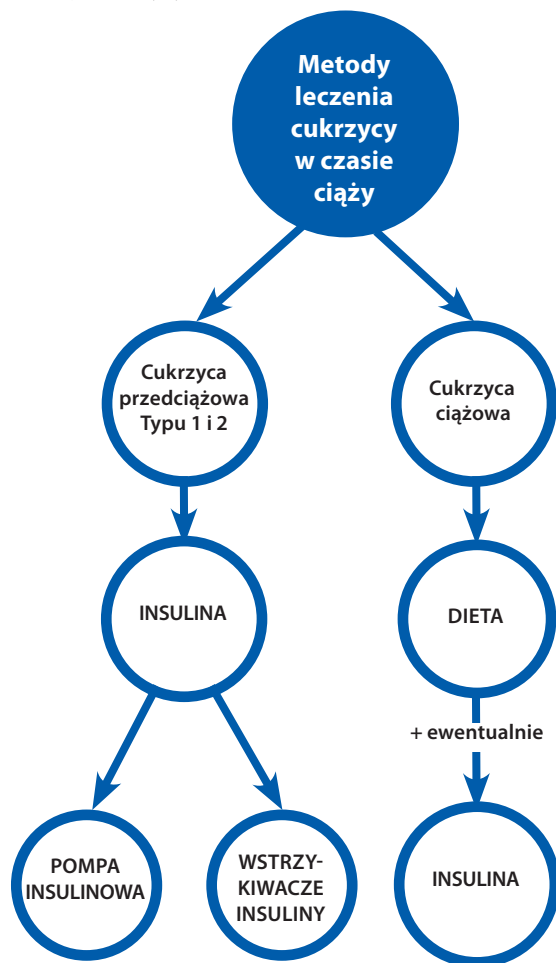 Metody
leczenia
cukrzycy
w czasie
ciąży
Cukrzyca
przedciążowa
Typu 1 i 2
Cukrzyca
ciążowa
INSULINA
DIETA
+ ewentualnie
POMPA
INSULINOWA
WSTRZY-
KIWACZE
INSULINY
INSULINA